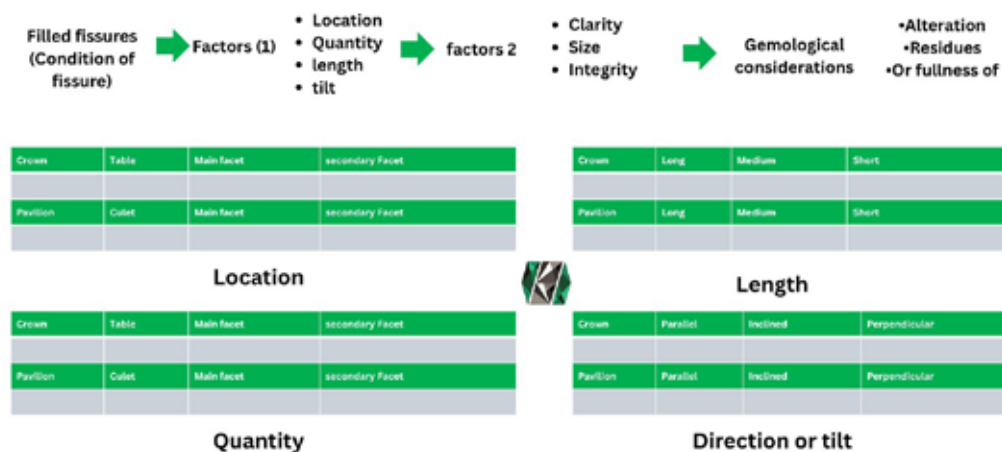 Filled fissures
(Condition of
fissure)
Factors (1)
• Location
• Quantity
• length
• tilt
factors 2
• Clarity
• Size
• Integrity
Gemological
considerations
•Alteration
•Residues
•Or fullness of
Crown Table Main facet secondary Facet
Pavilion Culet Main facet secondary Facet
Location
Crown Long Medium Short
Pavilion Long Medium Short
Length
Crown Table Main facet secondary Facet
Pavilion Culet Main facet secondary Facet
Quantity
Crown Parallel Inclined Perpendicular
Pavilion Parallel Inclined Perpendicular
Direction or tilt